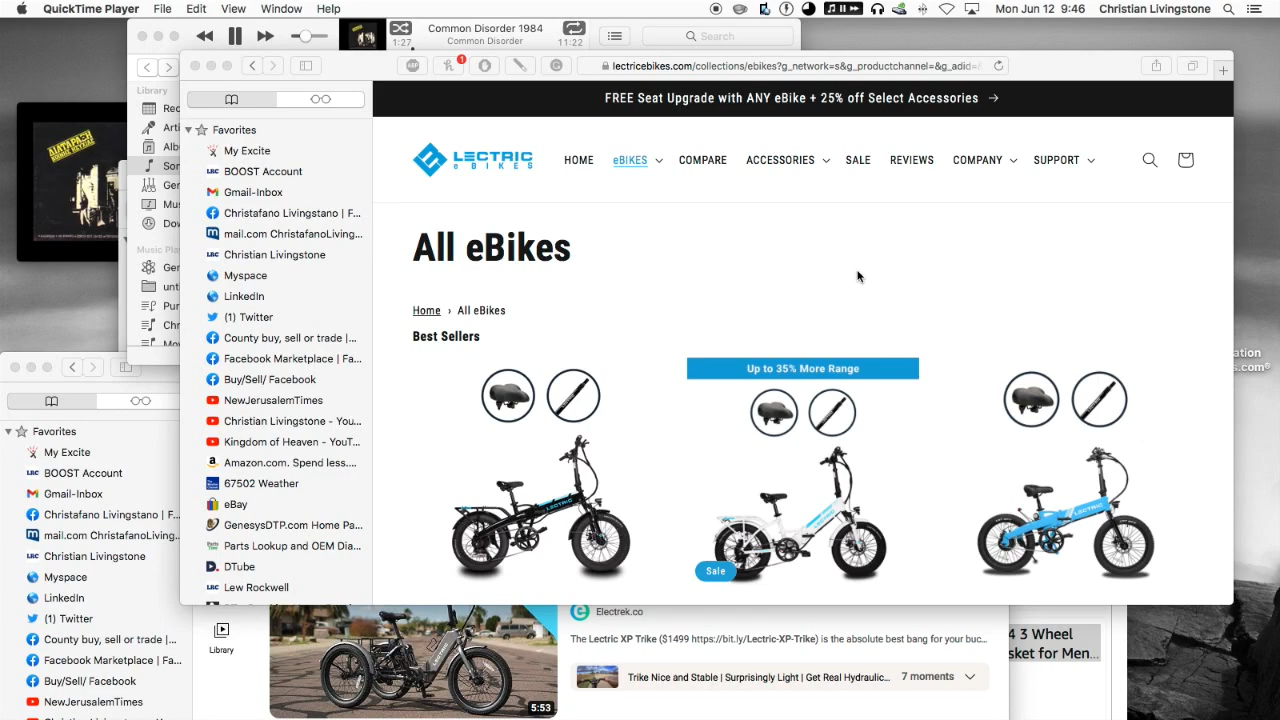 QuickTime Player File Edit View Window Help
Mon Jun 12 9:46 Christian Livingstone
Common Disorder 1984
1:27 Common Disorder 11:22
Search
Library
Music
lectricebikes.com/collections/ebikes?g_network=s&g_productchannel=&g_adid=
1
FREE Seat Upgrade with ANY eBike + 25% off Select Accessories →
LECTRIC
eBIKES
HOME eBIKES COMPARE ACCESSORIES SALE REVIEWS COMPANY SUPPORT
All eBikes
Home › All eBikes
Best Sellers
Up to 35% More Range
LECTRIC
LECTRIC
LECTRIC
Sale
Favorites
My Excite
BOOST Account
Gmail-Inbox
Christafano Livingstano | F...
mail.com ChristafanoLiving...
Christian Livingstone
Myspace
LinkedIn
(1) Twitter
County buy, sell or trade |...
Facebook Marketplace | Fa...
Buy/Sell/ Facebook
NewJerusalemTimes
Christian Livingstone - You...
Kingdom of Heaven - YouT...
Amazon.com. Spend less....
67502 Weather
eBay
GenesysDTP.com Home Pa...
Parts Lookup and OEM Dia...
DTube
Lew Rockwell
Favorites
My Excite
BOOST Account
Gmail-Inbox
Christafano Livingstano | F...
mail.com ChristafanoLiving...
Christian Livingstone
Myspace
LinkedIn
(1) Twitter
County buy, sell or trade |...
Facebook Marketplace | Fa...
Buy/Sell/ Facebook
NewJerusalemTimes
Library
5:53
Electrek.co
The Lectric XP Trike ($1499 https://bit.ly/Lectric-XP-Trike) is the absolute best bang for your buc...
Trike Nice and Stable | Surprisingly Light | Get Real Hydraulic... 7 moments
4 3 Wheel
sket for Men...
ation
s.com®